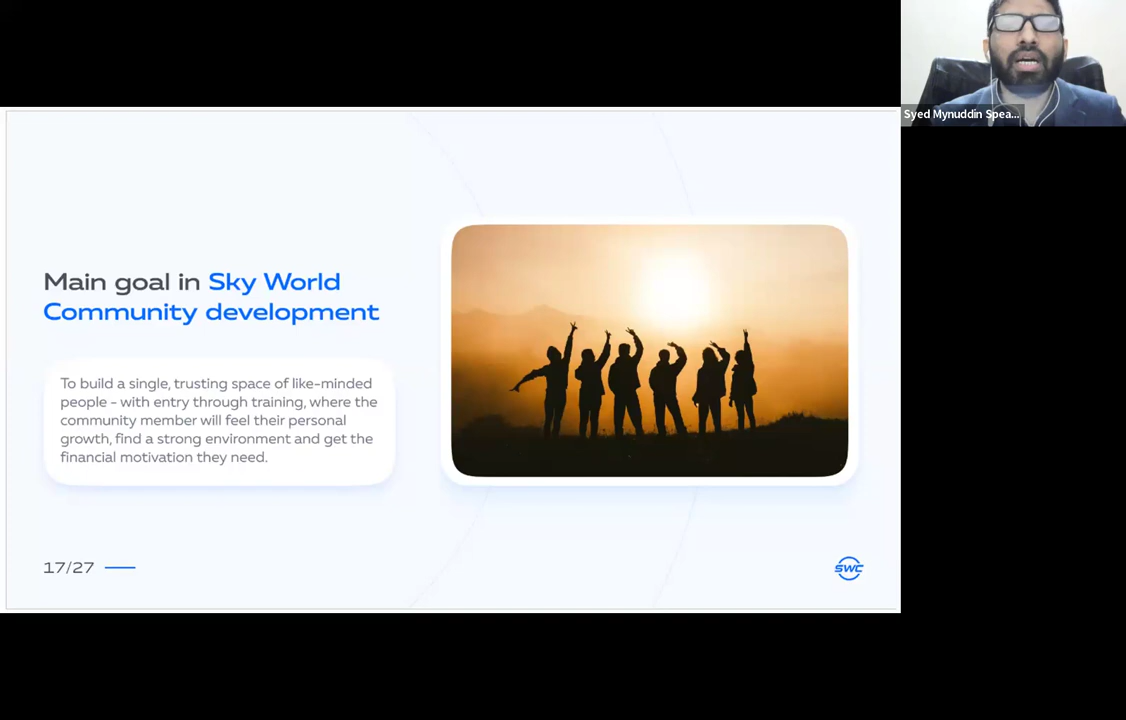 Syed Mynuddin Spea...
Main goal in Sky World
Community development
To build a single, trusting space of like-minded
people - with entry through training, where the
community member will feel their personal
growth, find a strong environment and get the
financial motivation they need.
17/27
SWC